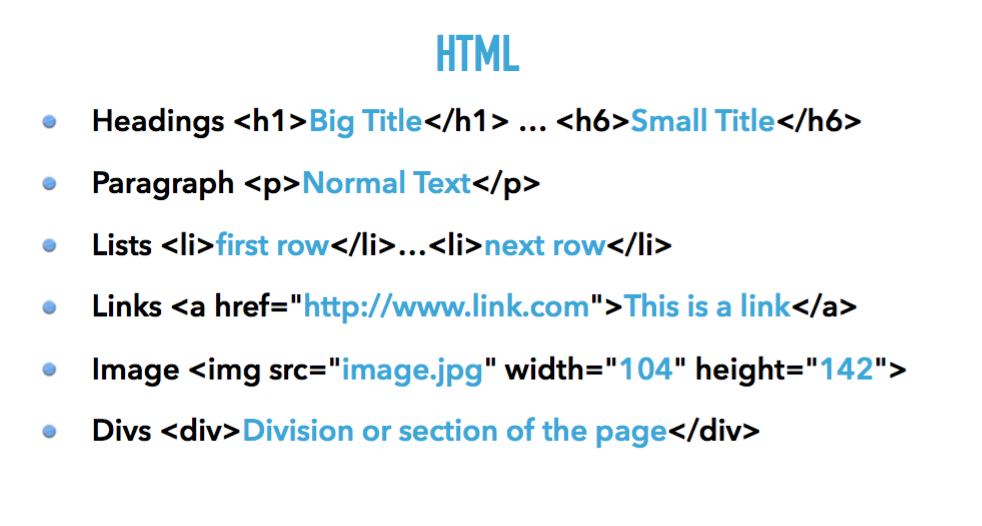 HTML
Headings <h1>Big Title</h1> ... <h6>Small Title</h6>
Paragraph <p>Normal Text</p>
Lists <li>first row</li>...<li>next row</li>
Links <a href="http://www.link.com">This is a link</a>
Image <img src="image.jpg" width="104" height="142">
Divs <div>Division or section of the page</div>